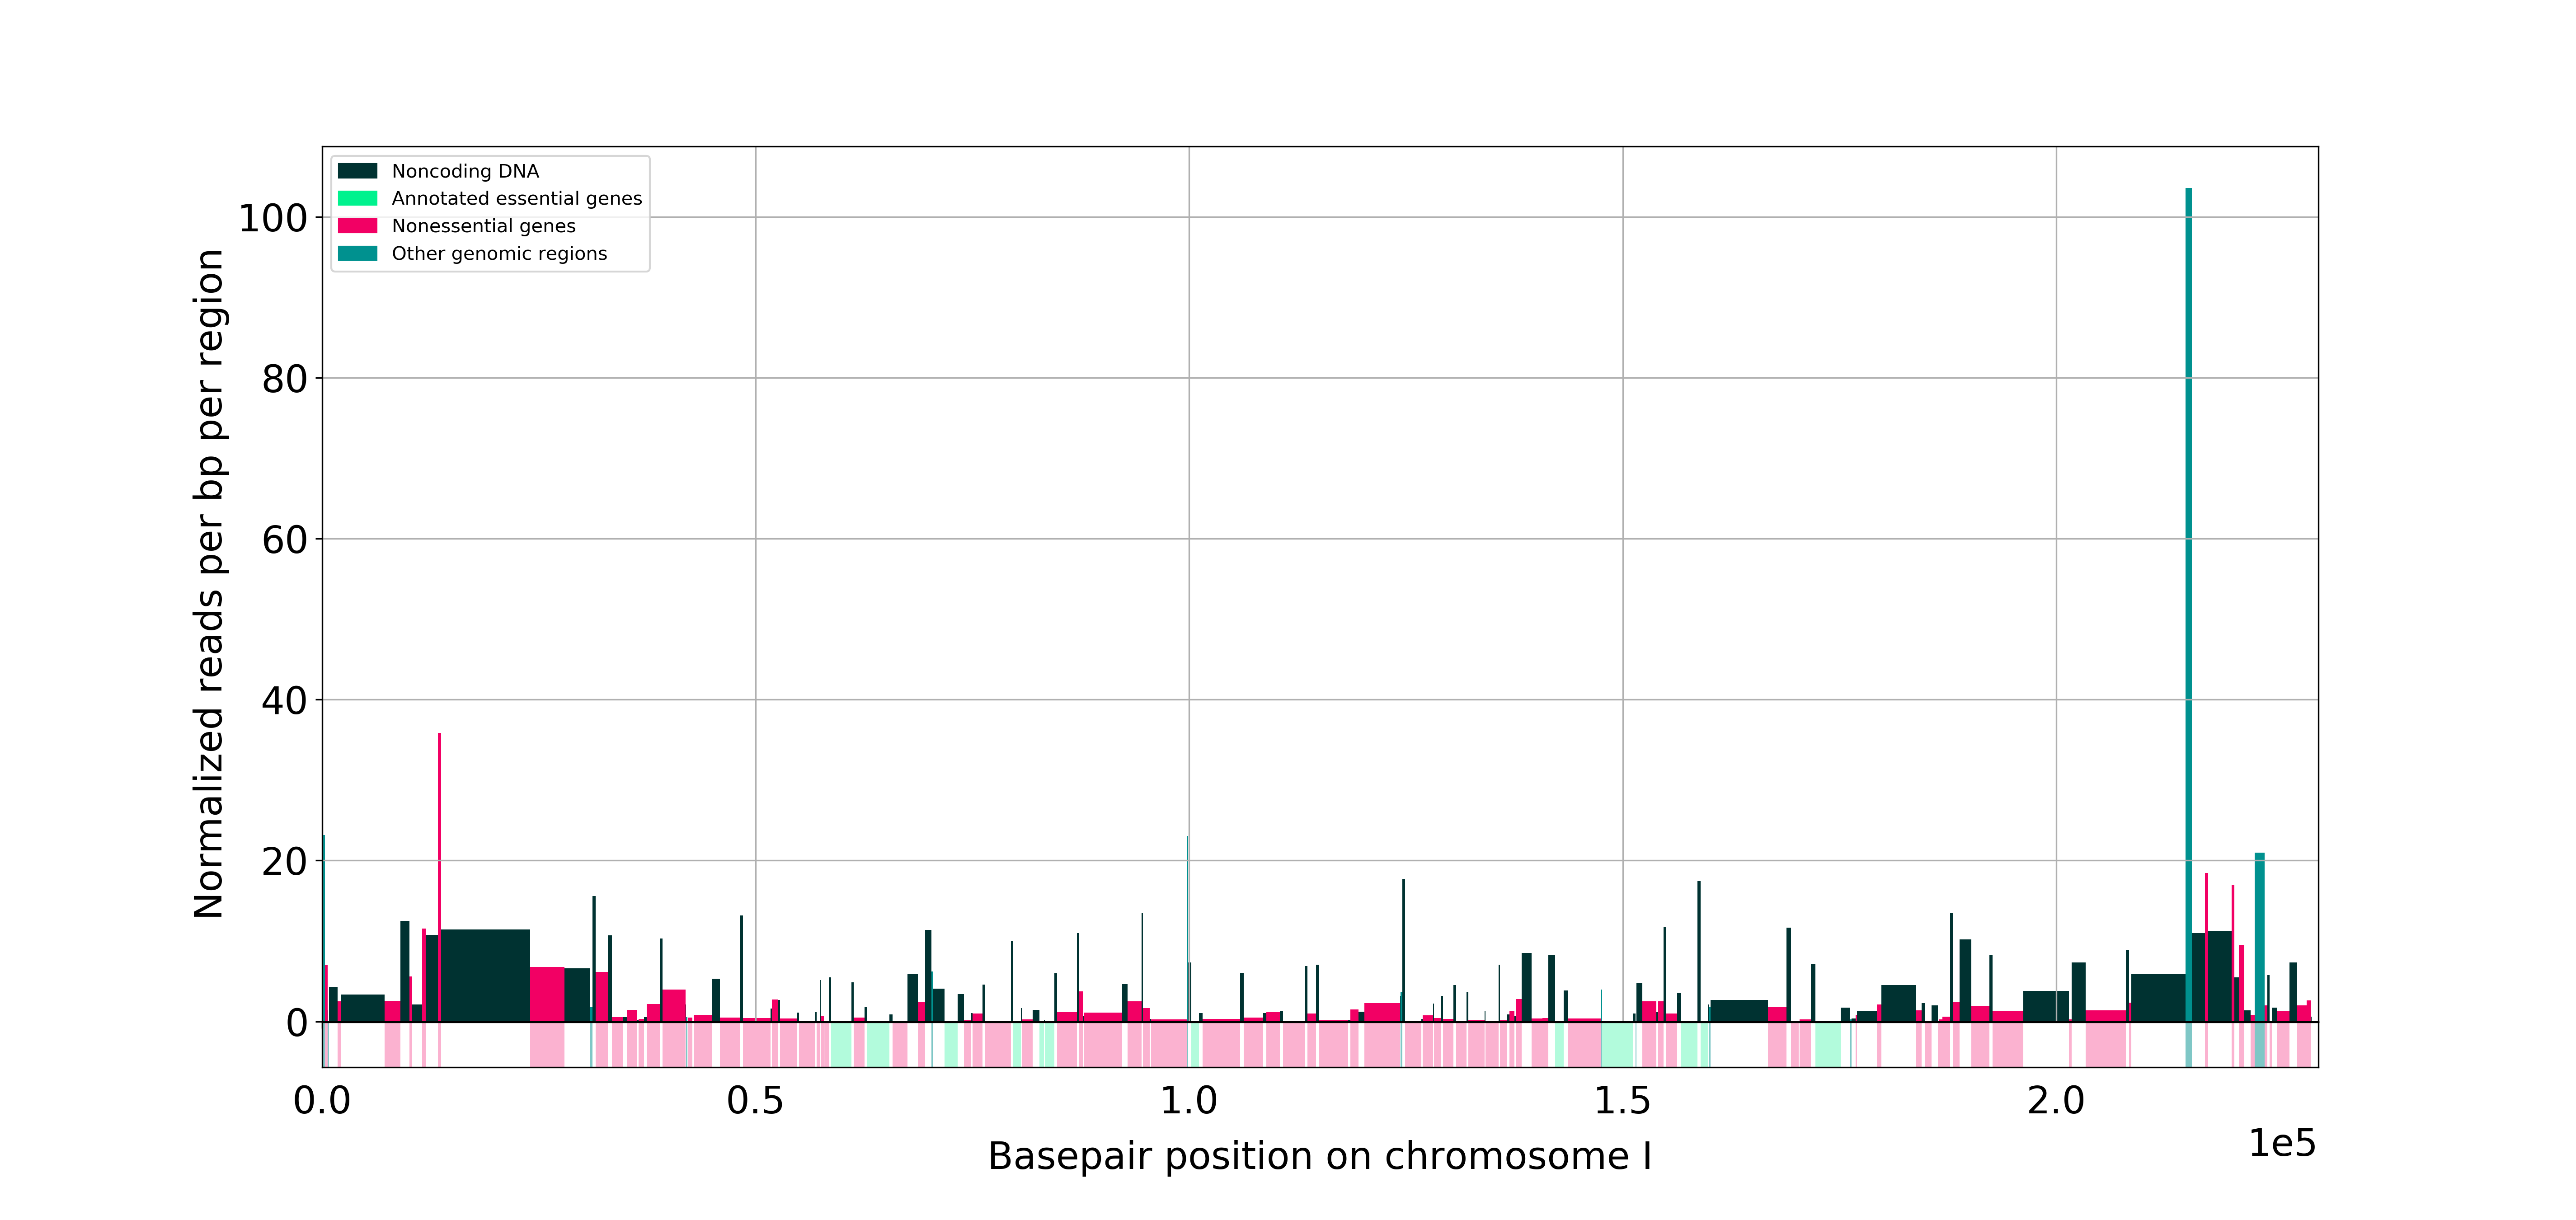 Noncoding DNA
Annotated essential genes
Nonessential genes
Other genomic regions
Normalized reads per bp per region
100
80
60
40
20
0
0.0 0.5 1.0 1.5 2.0
1e5
Basepair position on chromosome I